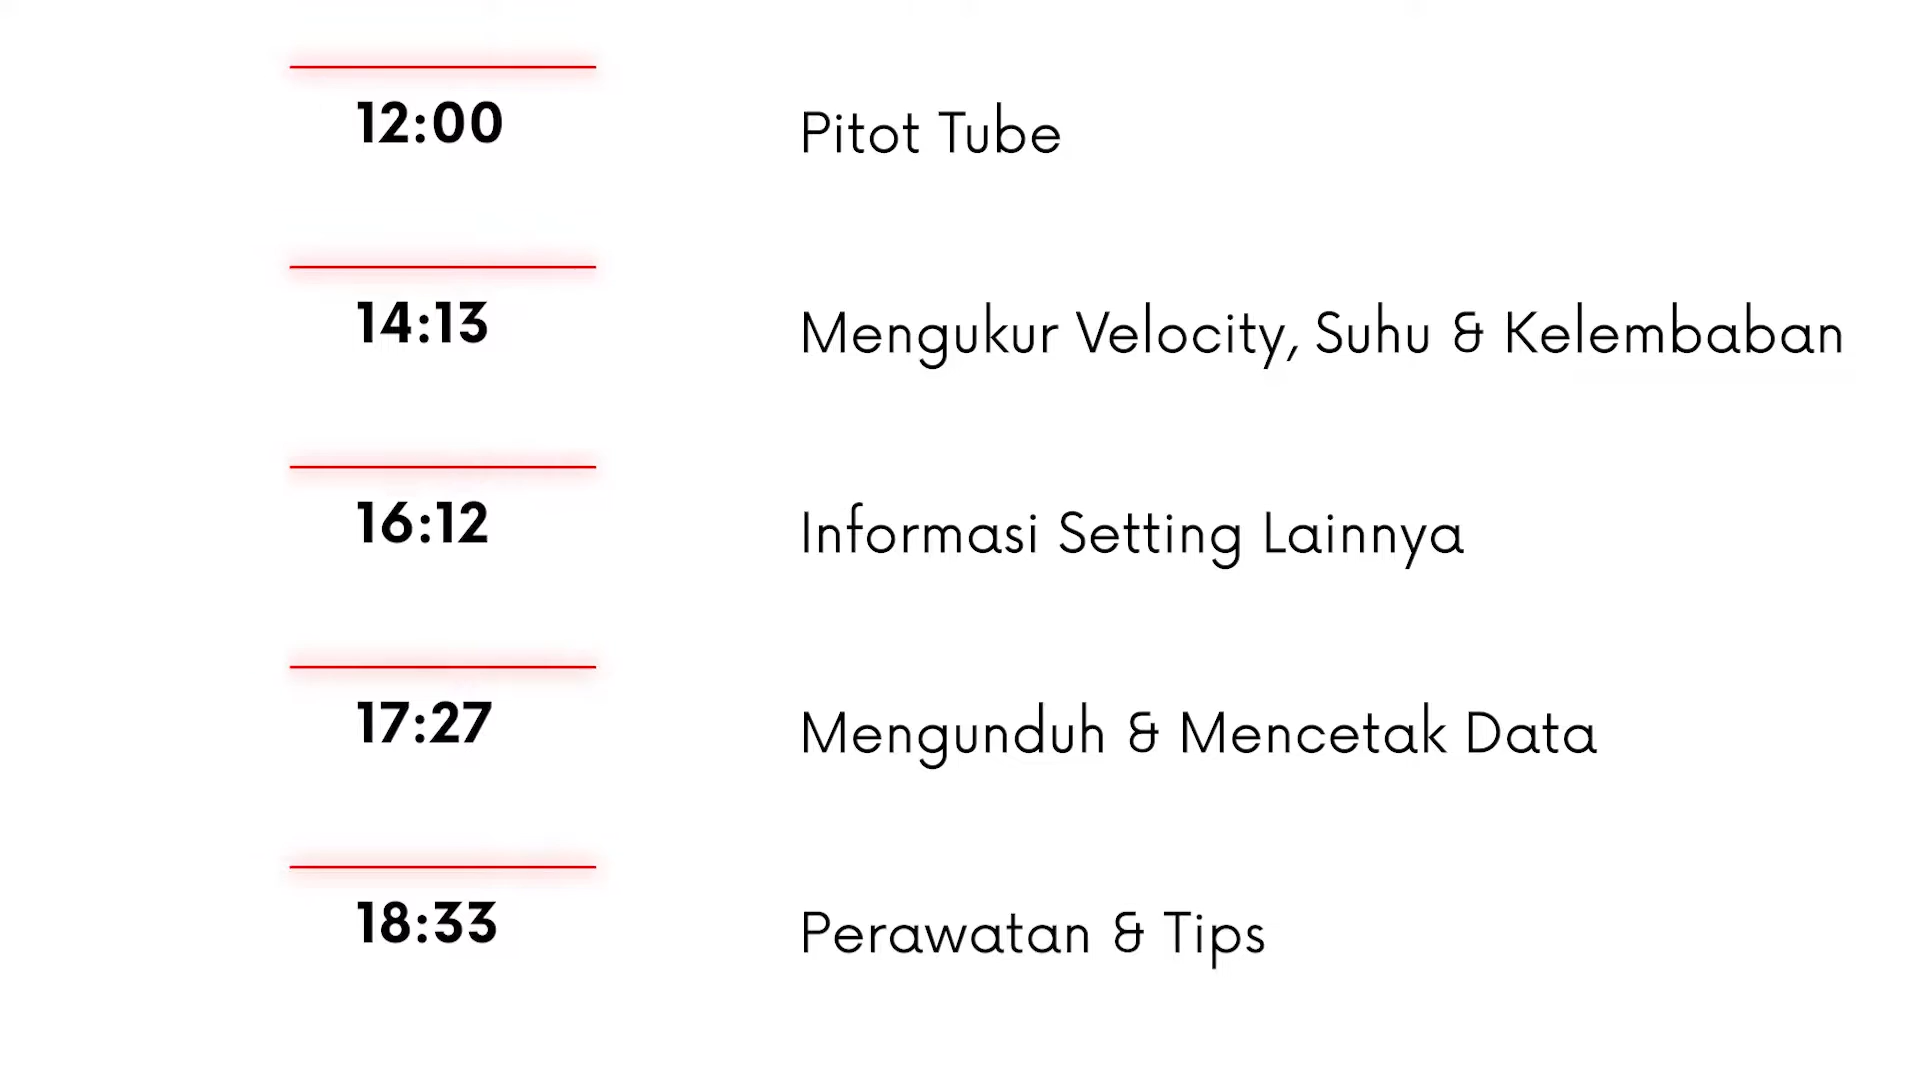 12:00 Pitot Tube
14:13 Mengukur Velocity, Suhu & Kelembaban
16:12 Informasi Setting Lainnya
17:27 Mengunduh & Mencetak Data
18:33 Perawatan & Tips